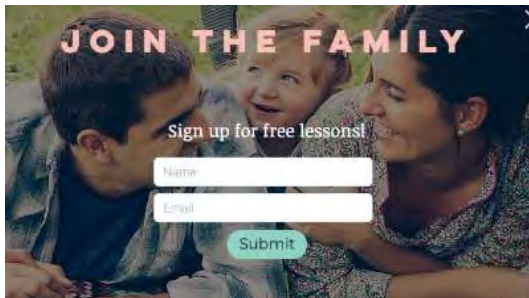 JOIN THE FAMILY
Sign up for free lessons!
Name
Email
Submit